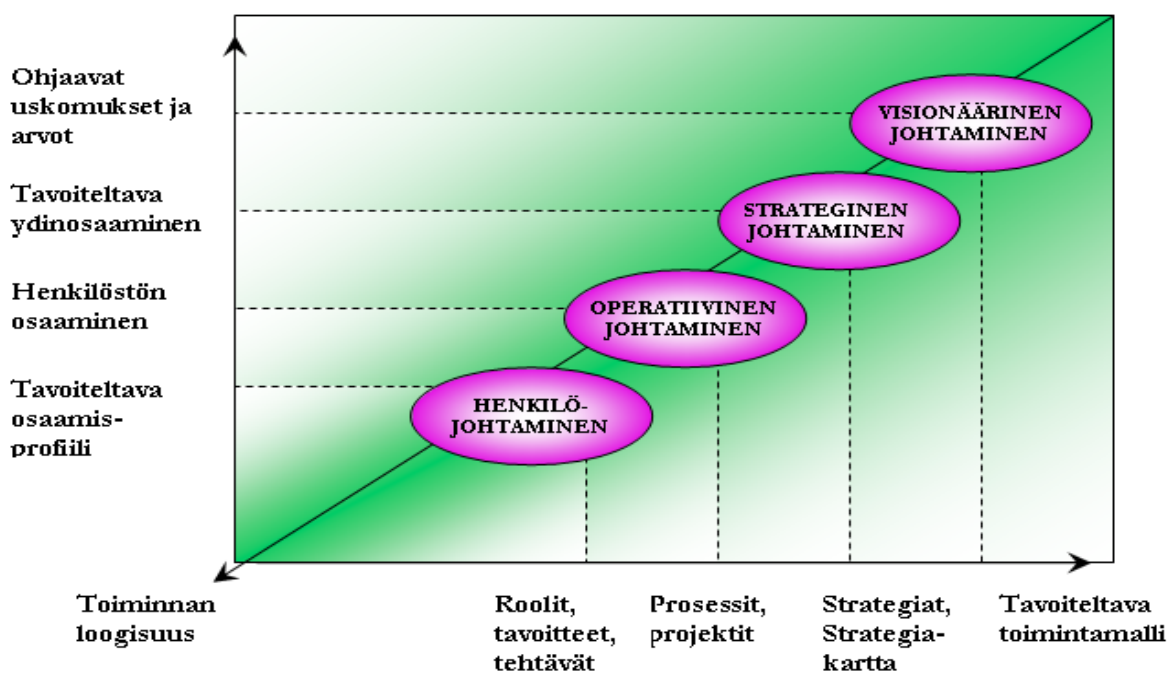 Ohjaavat
uskomukset ja
arvot
Tavoiteltava
ydinosaaminen
Henkilöstön
osaaminen
Tavoiteltava
osaamis-
profiili
VISIONÄÄRINEN
JOHTAMINEN
STRATEGINEN
JOHTAMINEN
OPERATIIVINEN
JOHTAMINEN
HENKILÖ-
JOHTAMINEN
Toiminnan
loogisuus
Roolit,
tavoitteet,
tehtävät
Prosessit,
projektit
Strategiat,
Strategia-
kartta
Tavoiteltava
toimintamalli